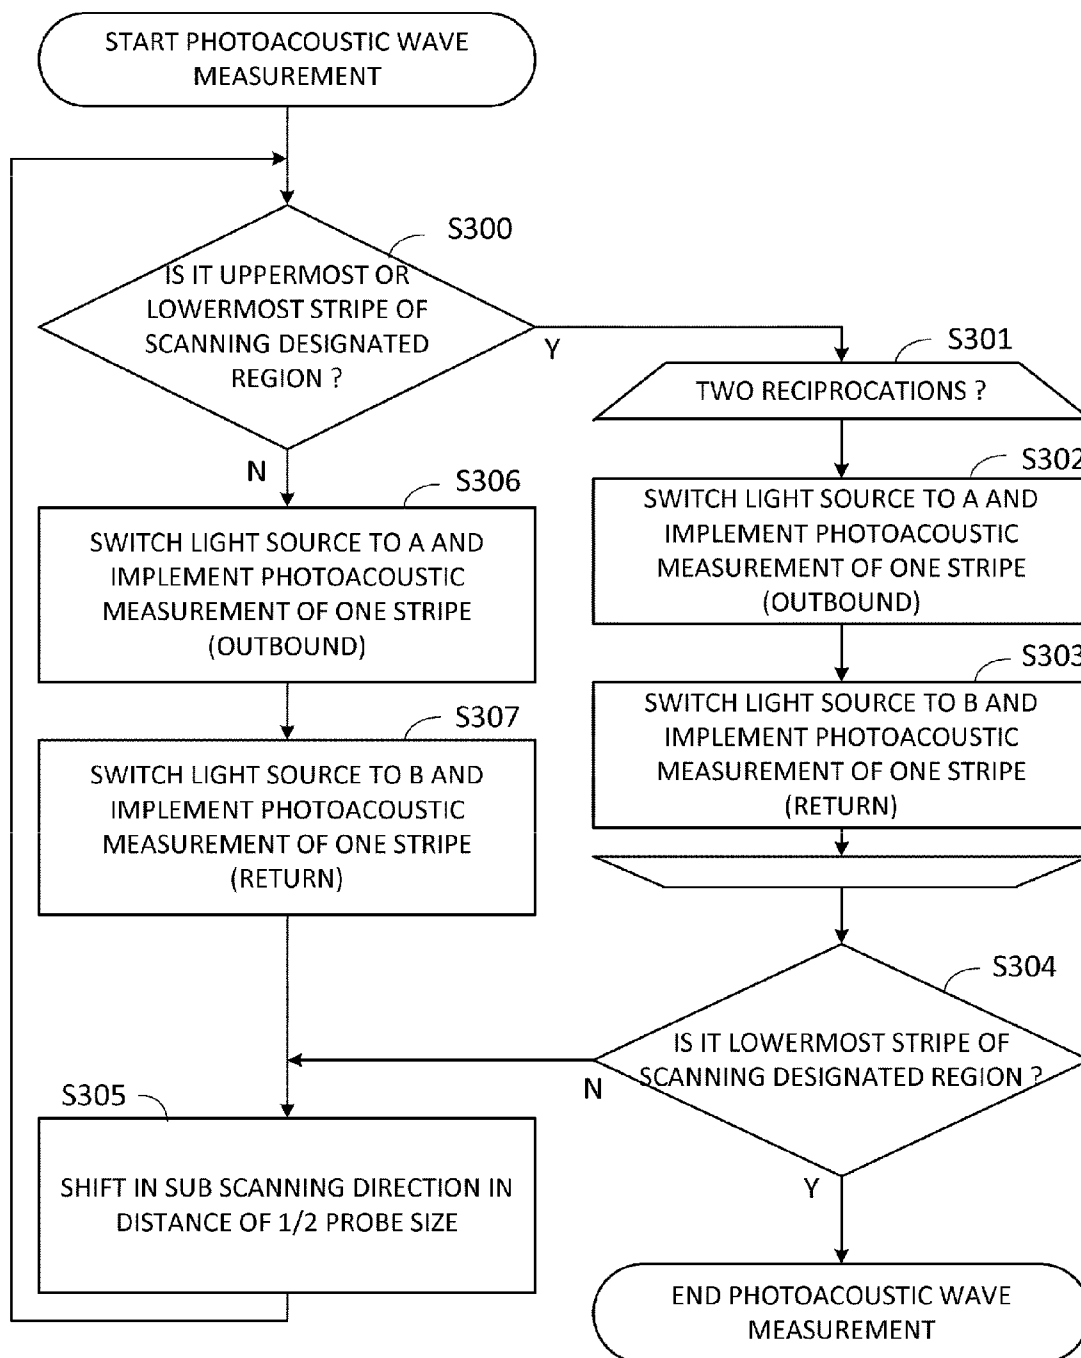 START PHOTOACOUSTIC WAVE
MEASUREMENT
S300
IS IT UPPERMOST OR
LOWERMOST STRIPE OF
SCANNING DESIGNATED
REGION ?
Y
N
S301
TWO RECIPROCATIONS ?
S302
SWITCH LIGHT SOURCE TO A AND
IMPLEMENT PHOTOACOUSTIC
MEASUREMENT OF ONE STRIPE
(OUTBOUND)
S303
SWITCH LIGHT SOURCE TO B AND
IMPLEMENT PHOTOACOUSTIC
MEASUREMENT OF ONE STRIPE
(RETURN)
S306
SWITCH LIGHT SOURCE TO A AND
IMPLEMENT PHOTOACOUSTIC
MEASUREMENT OF ONE STRIPE
(OUTBOUND)
S307
SWITCH LIGHT SOURCE TO B AND
IMPLEMENT PHOTOACOUSTIC
MEASUREMENT OF ONE STRIPE
(RETURN)
S304
IS IT LOWERMOST STRIPE OF
SCANNING DESIGNATED REGION ?
N
Y
S305
SHIFT IN SUB SCANNING DIRECTION IN
DISTANCE OF 1/2 PROBE SIZE
END PHOTOACOUSTIC WAVE
MEASUREMENT